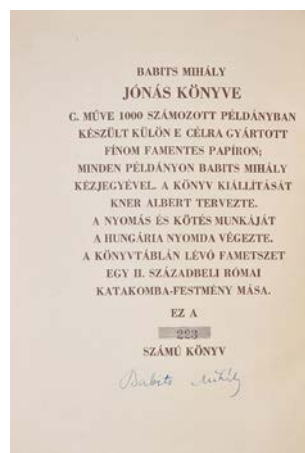 BABITS MIHÁLY
JÓNÁS KÖNYVE
C. MŰVE 1000 SZÁMOZOTT PÉLDÁNYBAN
KÉSZÜLT KÜLÖN E CÉLRA GYÁRTOTT
FÍNOM FAMENTES PAPÍRON;
MINDEN PÉLDÁNYON BABITS MIHÁLY
KÉZJEGYÉVEL. A KÖNYV KIÁLLÍTÁSÁT
KNER ALBERT TERVEZTE.
A NYOMÁS ÉS KÖTÉS MUNKÁJÁT
A HUNGÁRIA NYOMDA VÉGEZTE.
A KÖNYVTÁBLÁN LÉVŐ FAMETSZET
EGY II. SZÁZADBELI RÓMAI
KATAKOMBA-FESTMÉNY MÁSA.
EZ A
223
SZÁMÚ KÖNYV
Babits Mihály